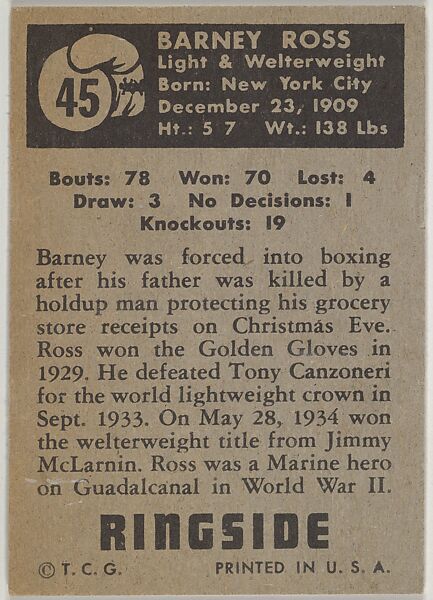 45
BARNEY ROSS
Light & Welterweight
Born: New York City
December 23, 1909
Ht.: 5 7 Wt.: 138 Lbs
Bouts: 78 Won: 70 Lost: 4
Draw: 3 No Decisions: 1
Knockouts: 19
Barney was forced into boxing
after his father was killed by a
holdup man protecting his grocery
store receipts on Christmas Eve.
Ross won the Golden Gloves in
1929. He defeated Tony Canzoneri
for the world lightweight crown in
Sept. 1933. On May 28, 1934 won
the welterweight title from Jimmy
McLarnin. Ross was a Marine hero
on Guadalcanal in World War II.
RINGSIDE
© T. C. G. PRINTED IN U. S. A.